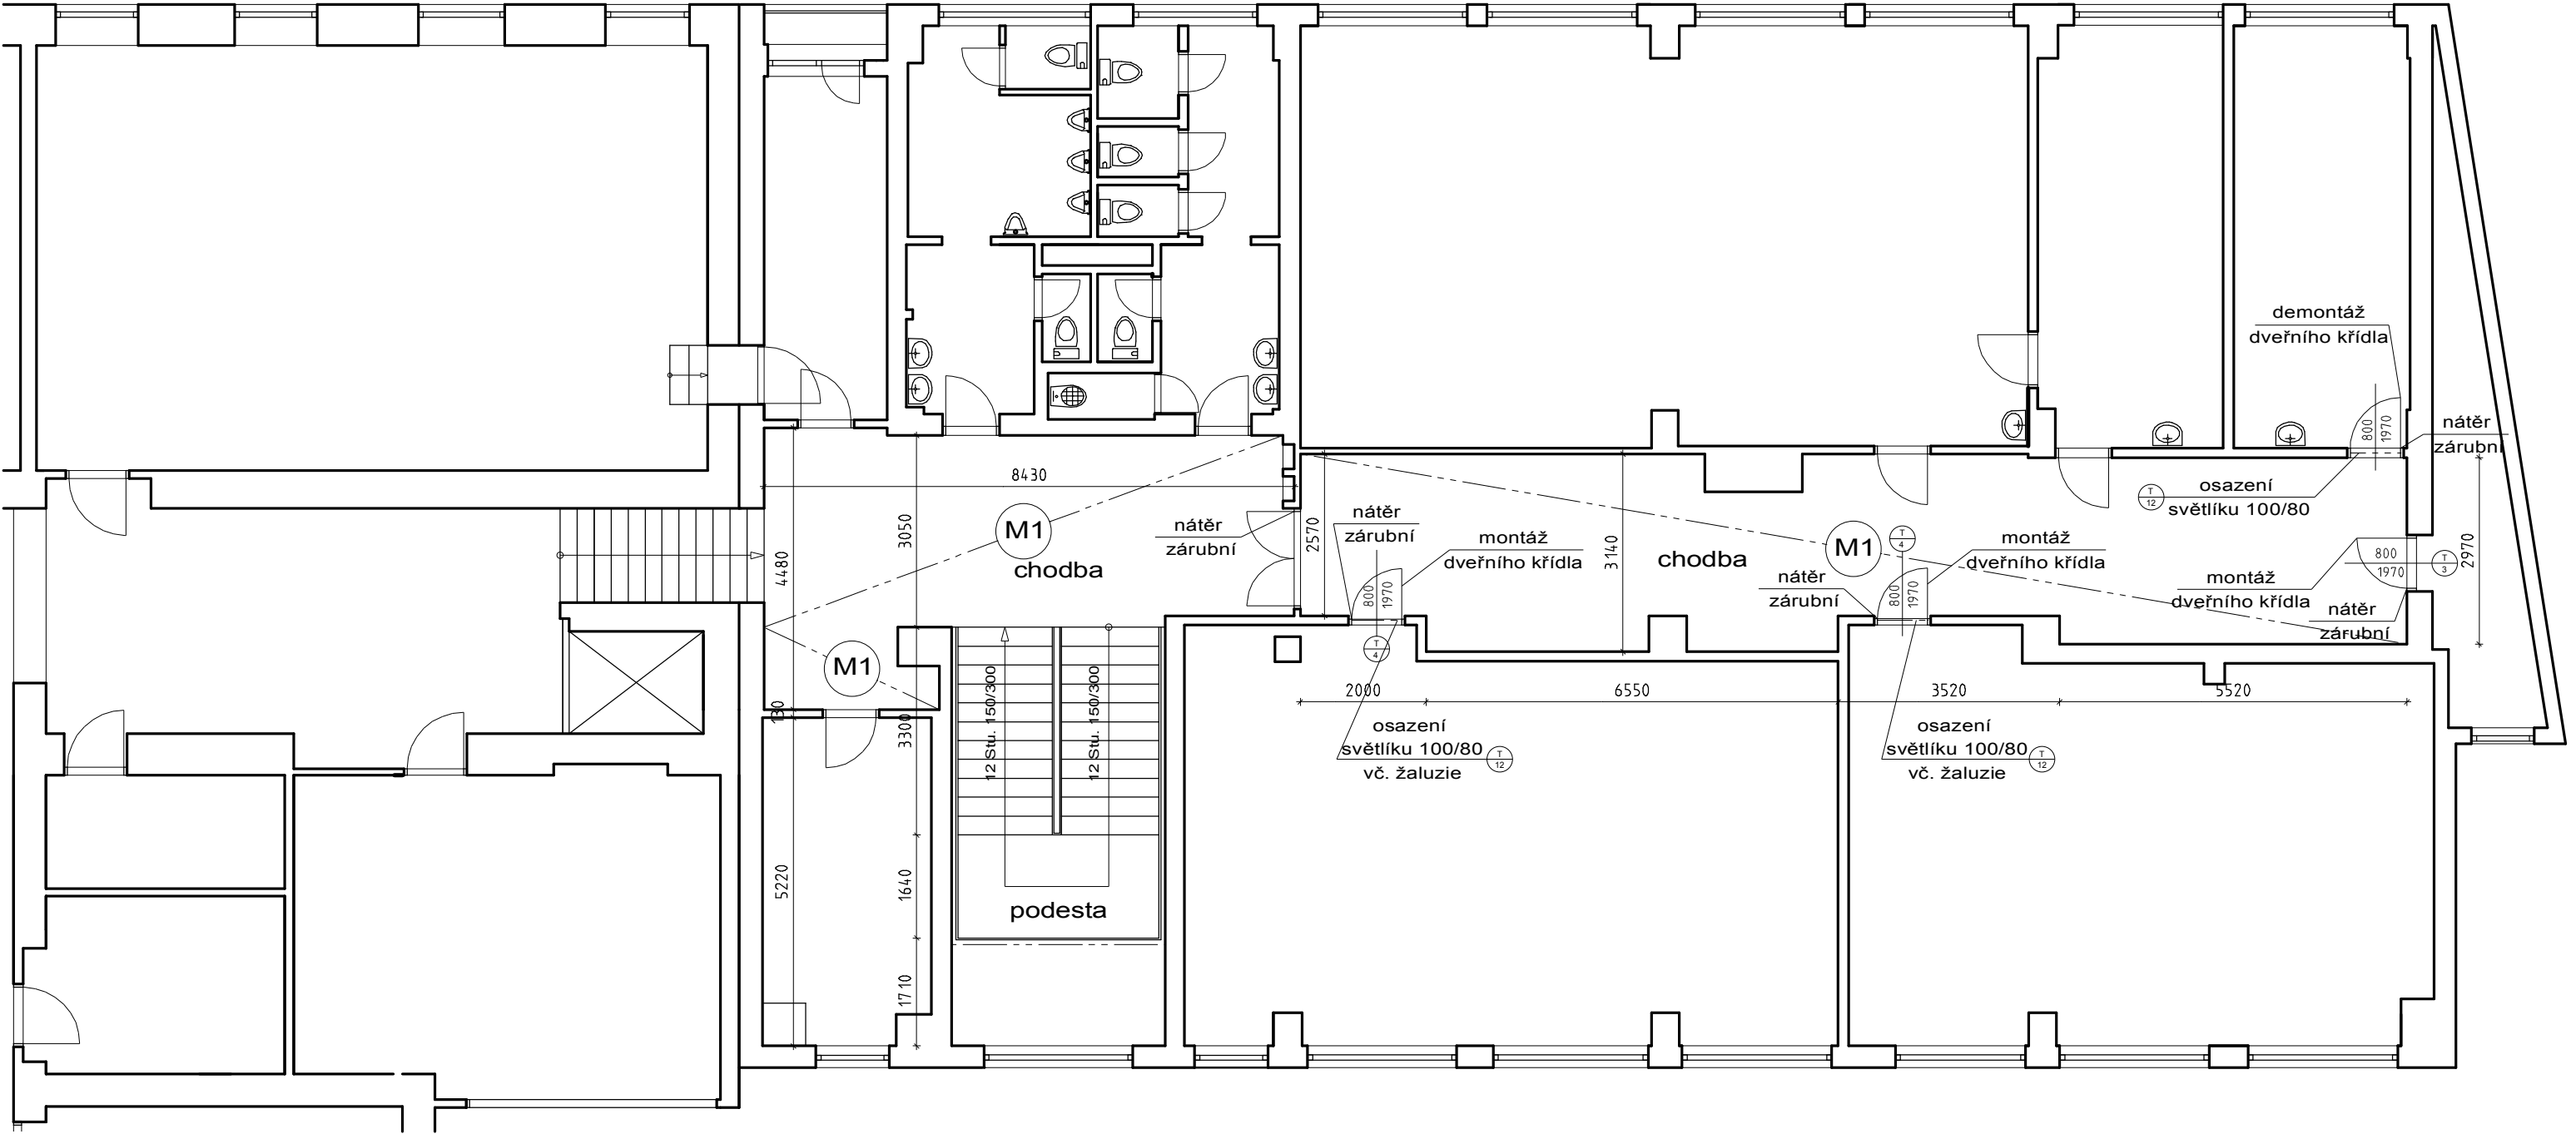 demontáž
dveřního křídla
800
1970
nátěr
zárubní
osazení
světlíku 100/80
T
12
8430
M1
chodba
3050
4480
nátěr
zárubní
2570
nátěr
zárubní
montáž
dveřního křídla
800
1970
T
4
3140
chodba
M1
T
4
montáž
dveřního křídla
nátěr
zárubní
800
1970
montáž
dveřního křídla
800
1970
T
3
2970
nátěr
zárubní
M1
130
3300
12 Stu. 150/300
12 Stu. 150/300
2000
6550
3520
5520
osazení
světlíku 100/80
vč. žaluzie
T
12
osazení
světlíku 100/80
vč. žaluzie
T
12
5220
1640
podesta
1710